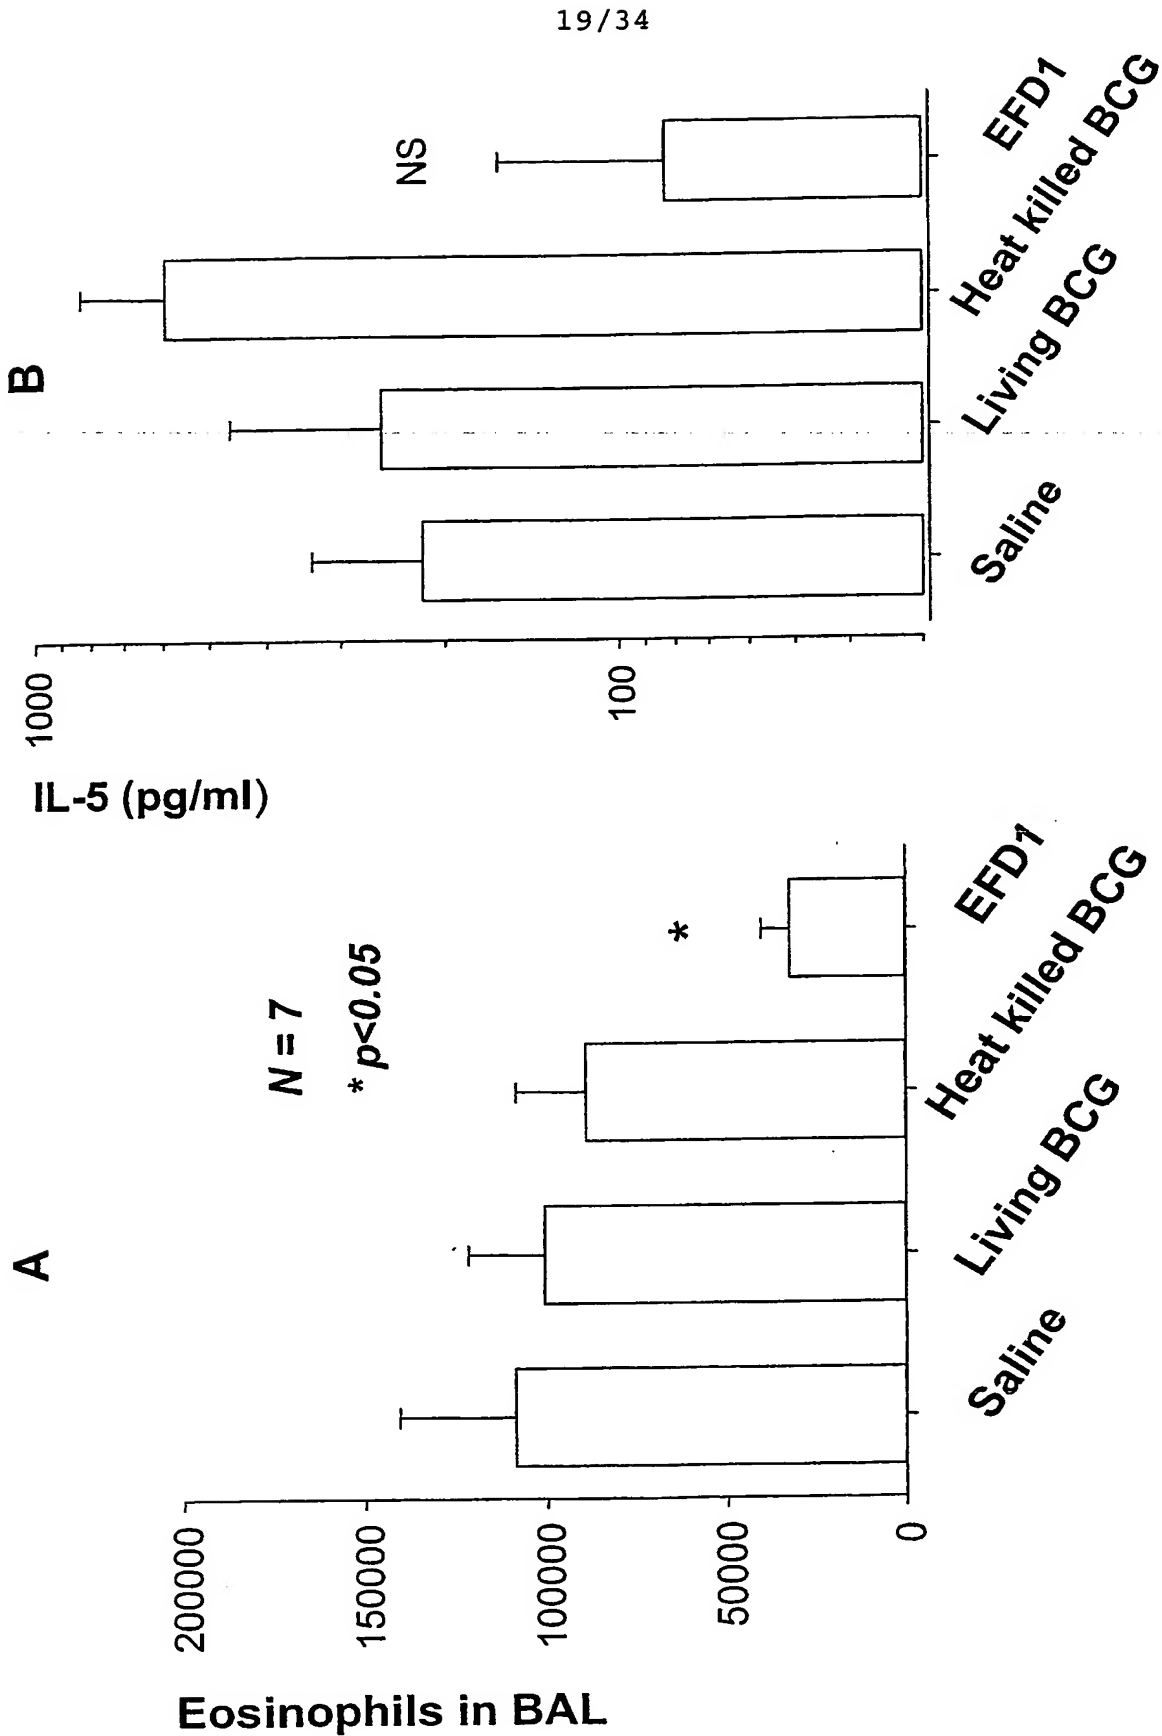 19/34
A
N = 7
* p<0.05
*
Eosinophils in BAL
200000
150000
100000
50000
0
Saline
Living BCG
Heat killed BCG
EFD1
B
NS
IL-5 (pg/ml)
1000
100
Saline
Living BCG
Heat killed BCG
EFD1